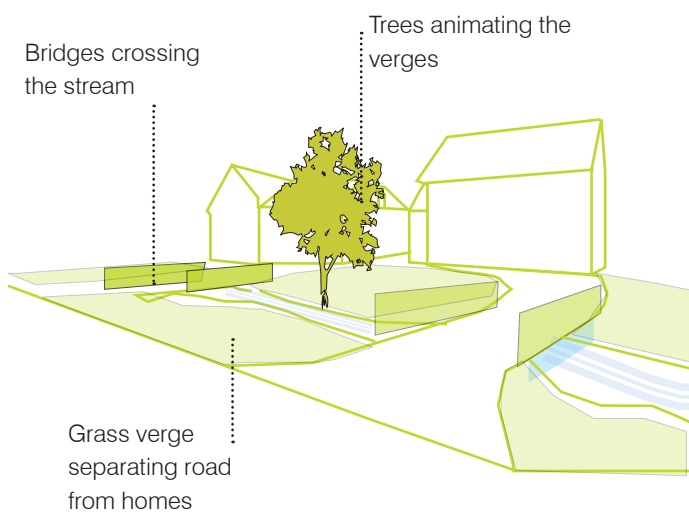 Bridges crossing
the stream
Trees animating the
verges
Grass verge
separating road
from homes